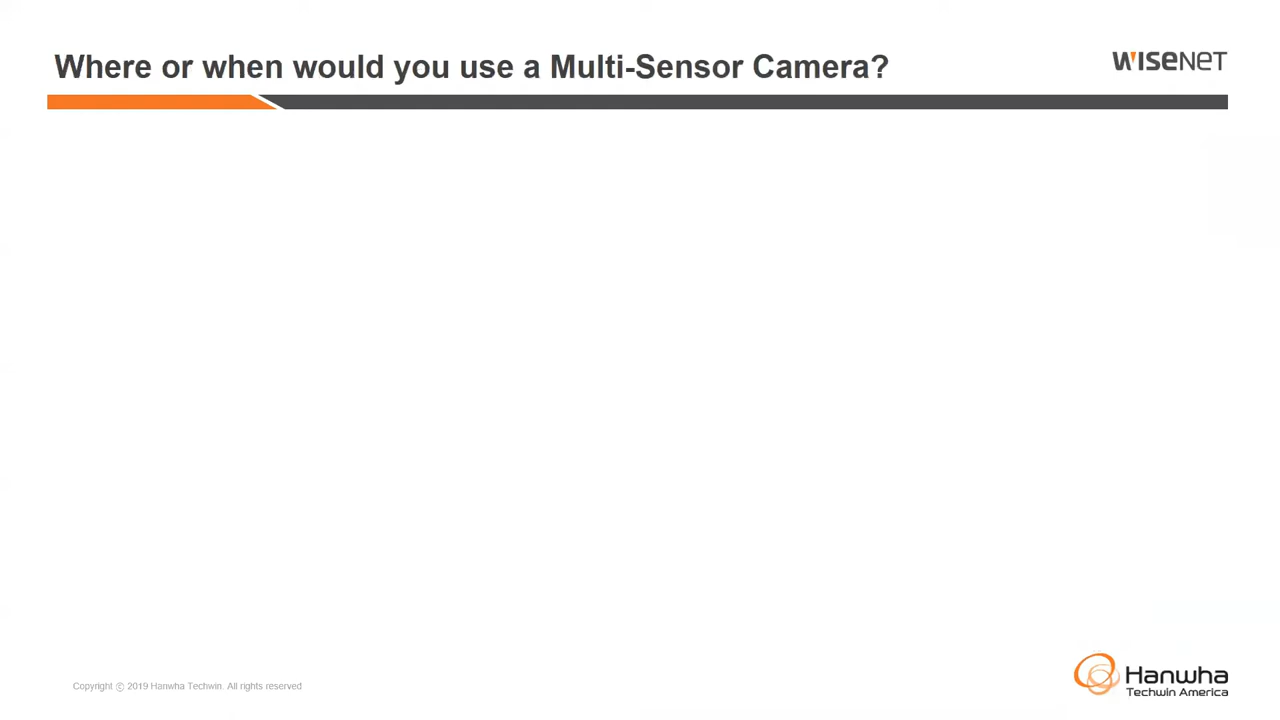 Where or when would you use a Multi-Sensor Camera?
WISENET
Copyright ⓒ 2019 Hanwha Techwin. All rights reserved
Hanwha
Techwin America